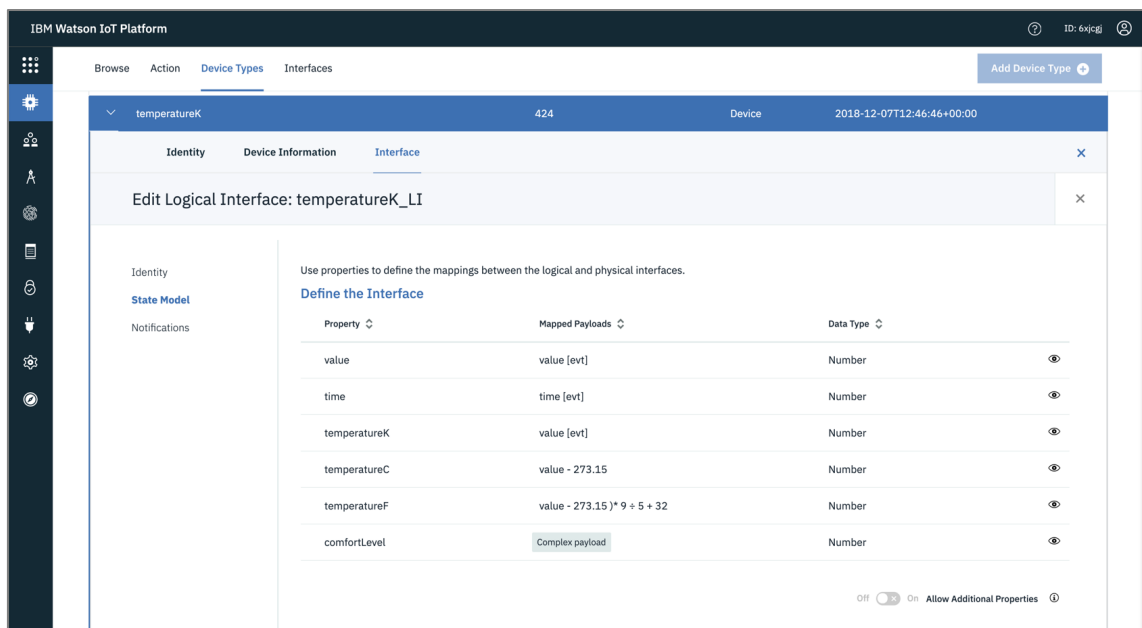 IBM Watson IoT Platform
ID: 6xjcgj
Browse Action Device Types Interfaces
Add Device Type
temperatureK 424 Device 2018-12-07T12:46:46+00:00
Identity Device Information Interface
Edit Logical Interface: temperatureK_LI
Identity
State Model
Notifications
Use properties to define the mappings between the logical and physical interfaces.
Define the Interface
Property Mapped Payloads Data Type
value value [evt] Number
time time [evt] Number
temperatureK value [evt] Number
temperatureC value - 273.15 Number
temperatureF value - 273.15 )* 9 ÷ 5 + 32 Number
comfortLevel Complex payload Number
Off On Allow Additional Properties